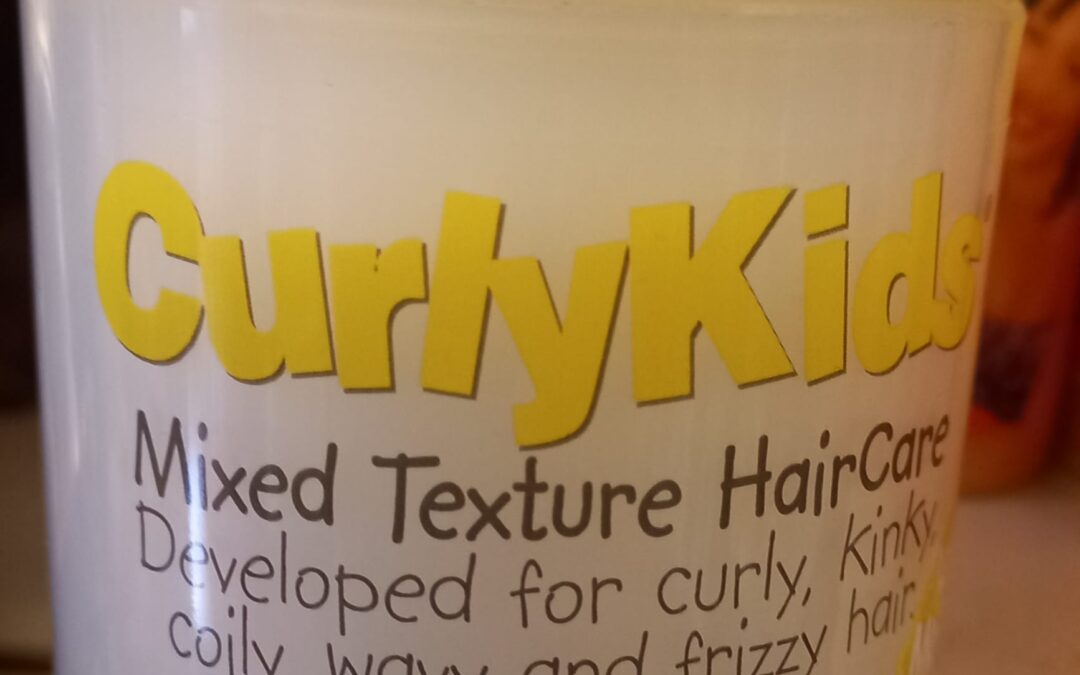 CurlyKids
Mixed Texture HairCare
Developed for curly, kinky,
coily, wavy, and frizzy hair.